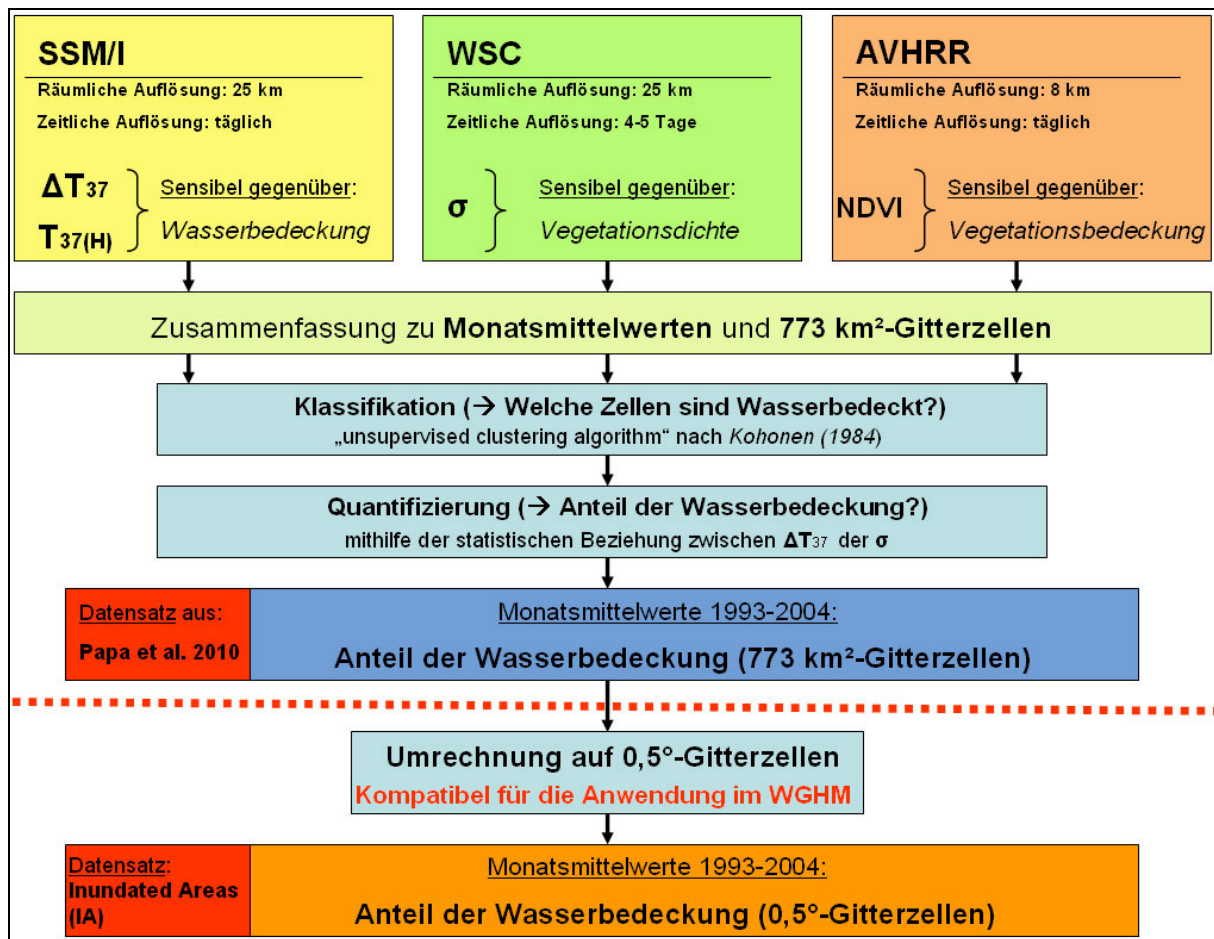 SSM/I
Räumliche Auflösung: 25 km
Zeitliche Auflösung: täglich
ΔT37
T37(H)
Sensibel gegenüber:
Wasserbedeckung
WSC
Räumliche Auflösung: 25 km
Zeitliche Auflösung: 4-5 Tage
σ
Sensibel gegenüber:
Vegetationsdichte
AVHRR
Räumliche Auflösung: 8 km
Zeitliche Auflösung: täglich
NDVI
Sensibel gegenüber:
Vegetationsbedeckung
Zusammenfassung zu Monatsmittelwerten und 773 km²-Gitterzellen
Klassifikation (→ Welche Zellen sind Wasserbedeckt?)
„unsupervised clustering algorithm“ nach Kohonen (1984)
Quantifizierung (→ Anteil der Wasserbedeckung?)
mithilfe der statistischen Beziehung zwischen ΔT37 der σ
Datensatz aus:
Papa et al. 2010
Monatsmittelwerte 1993-2004:
Anteil der Wasserbedeckung (773 km²-Gitterzellen)
Umrechnung auf 0,5°-Gitterzellen
Kompatibel für die Anwendung im WGHM
Datensatz:
Inundated Areas
(IA)
Monatsmittelwerte 1993-2004:
Anteil der Wasserbedeckung (0,5°-Gitterzellen)